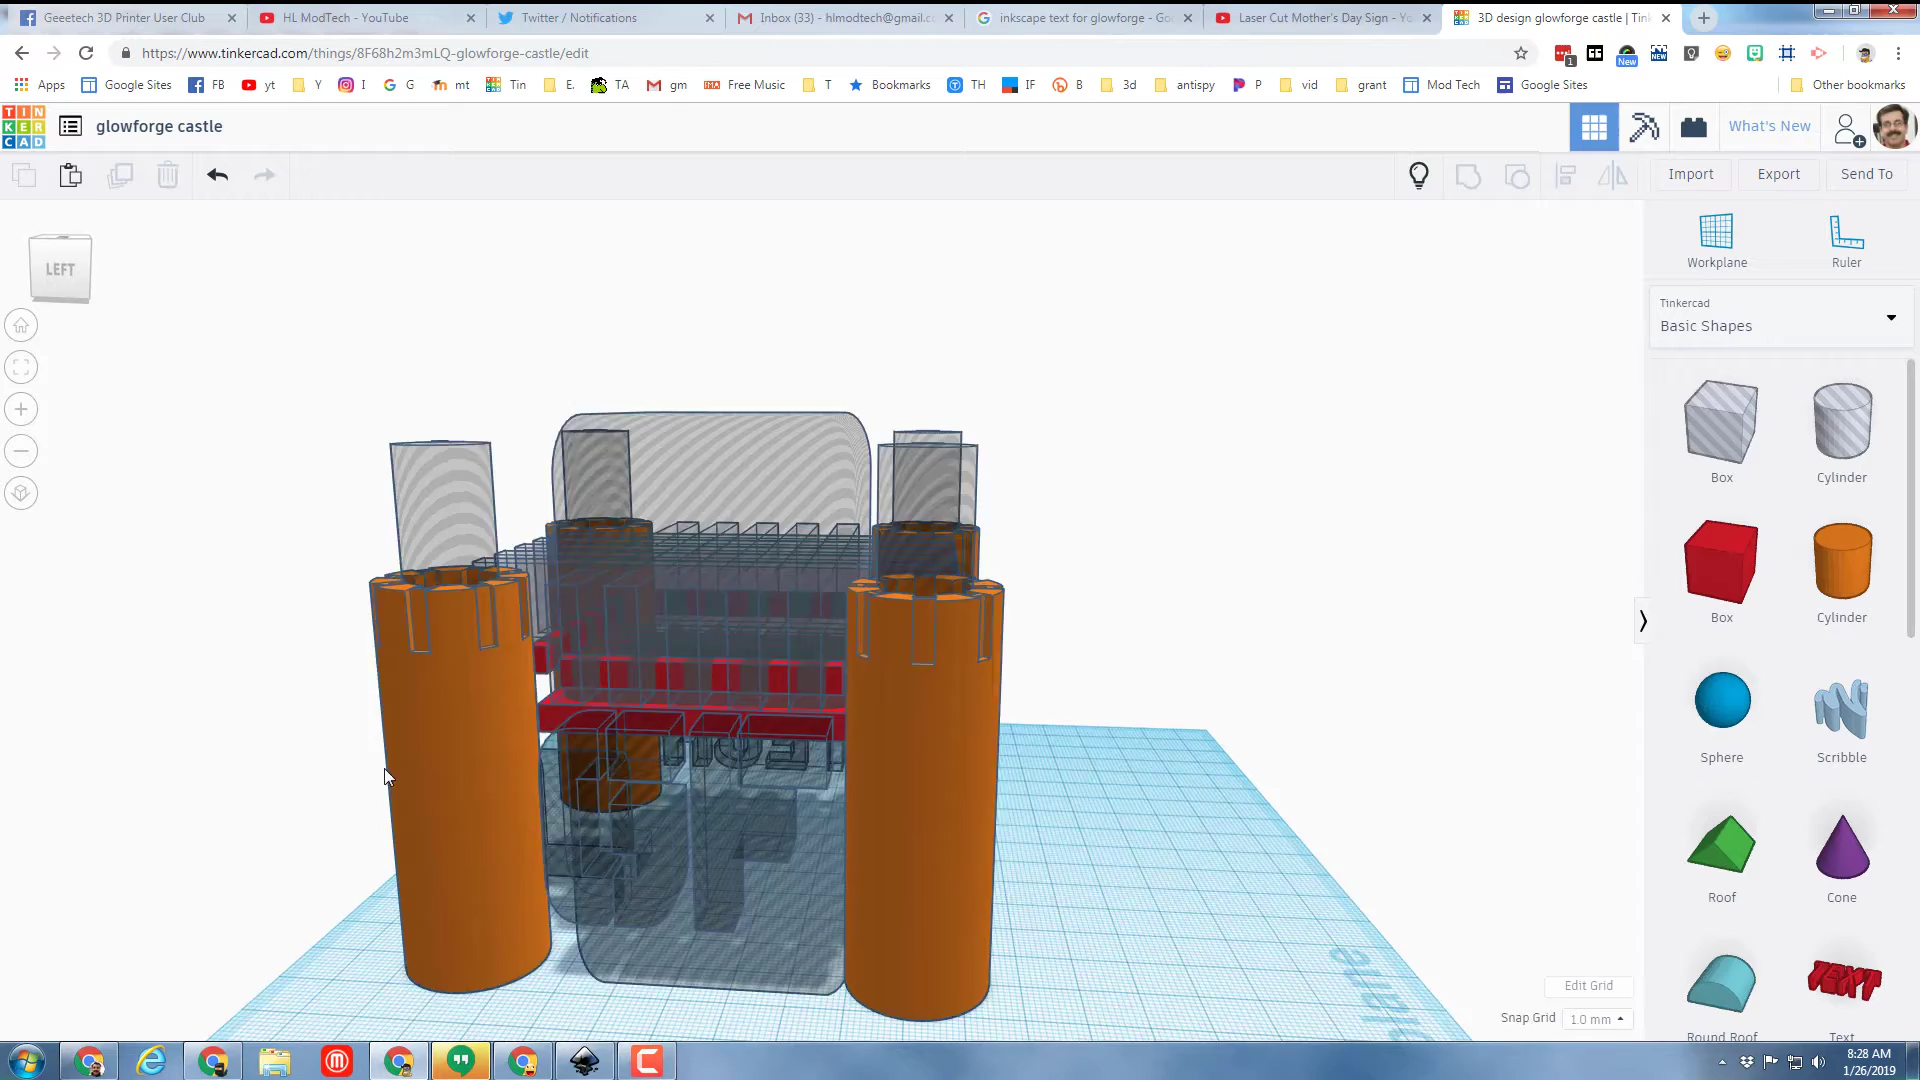 Geeetech 3D Printer User Club
HL ModTech - YouTube
Twitter / Notifications
Inbox (33) - hlmodtech@gmail.c
inkscape text for glowforge - Go
Laser Cut Mother's Day Sign - Yo
3D design glowforge castle | Tin
https://www.tinkercad.com/things/8F68h2m3mLQ-glowforge-castle/edit
1
New
NEW
Apps
Google Sites
FB
yt
Y
I
G
mt
Tin
E.
TA
gm
Free Music
T
Bookmarks
TH
IF
B
3d
antispy
P
vid
grant
Mod Tech
Google Sites
Other bookmarks
TIN
KER
CAD
glowforge castle
What's New
Import
Export
Send To
LEFT
Workplane
Ruler
Tinkercad
Basic Shapes
Box
Cylinder
Box
Cylinder
Sphere
Scribble
Roof
Cone
TEXT
Round Roof
Text
Edit Grid
Snap Grid
1.0 mm
8:28 AM
1/26/2019